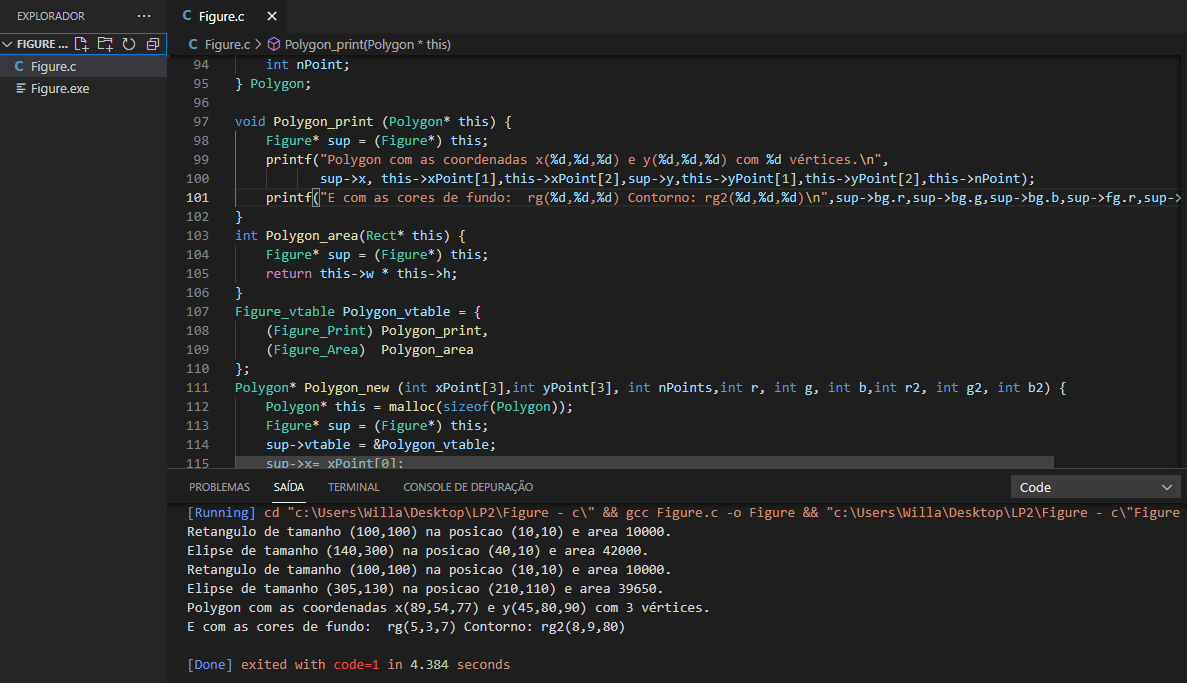 EXPLORADOR ···
FIGURE ...
C Figure.c
Figure.exe
C Figure.c ×
C Figure.c > Polygon_print(Polygon * this)
94 int nPoint;
95 } Polygon;
96
97 void Polygon_print (Polygon* this) {
98 Figure* sup = (Figure*) this;
99 printf("Polygon com as coordenadas x(%d,%d,%d) e y(%d,%d,%d) com %d vértices.\n",
100 sup->x, this->xPoint[1],this->xPoint[2],sup->y,this->yPoint[1],this->yPoint[2],this->nPoint);
101 printf("E com as cores de fundo:  rg(%d,%d,%d) Contorno: rg2(%d,%d,%d)\n",sup->bg.r,sup->bg.g,sup->bg.b,sup->fg.r,sup->
102 }
103 int Polygon_area(Rect* this) {
104 Figure* sup = (Figure*) this;
105 return this->w * this->h;
106 }
107 Figure_vtable Polygon_vtable = {
108 (Figure_Print) Polygon_print,
109 (Figure_Area)  Polygon_area
110 };
111 Polygon* Polygon_new (int xPoint[3],int yPoint[3], int nPoints,int r, int g, int b,int r2, int g2, int b2) {
112 Polygon* this = malloc(sizeof(Polygon));
113 Figure* sup = (Figure*) this;
114 sup->vtable = &Polygon_vtable;
115 sup->x= xPoint[0];
PROBLEMAS SAÍDA TERMINAL CONSOLE DE DEPURAÇÃO Code
[Running] cd "c:\Users\Willa\Desktop\LP2\Figure - c\" && gcc Figure.c -o Figure && "c:\Users\Willa\Desktop\LP2\Figure - c\"Figure
Retangulo de tamanho (100,100) na posicao (10,10) e area 10000.
Elipse de tamanho (140,300) na posicao (40,10) e area 42000.
Retangulo de tamanho (100,100) na posicao (10,10) e area 10000.
Elipse de tamanho (305,130) na posicao (210,110) e area 39650.
Polygon com as coordenadas x(89,54,77) e y(45,80,90) com 3 vértices.
E com as cores de fundo:  rg(5,3,7) Contorno: rg2(8,9,80)
[Done] exited with code=1 in 4.384 seconds